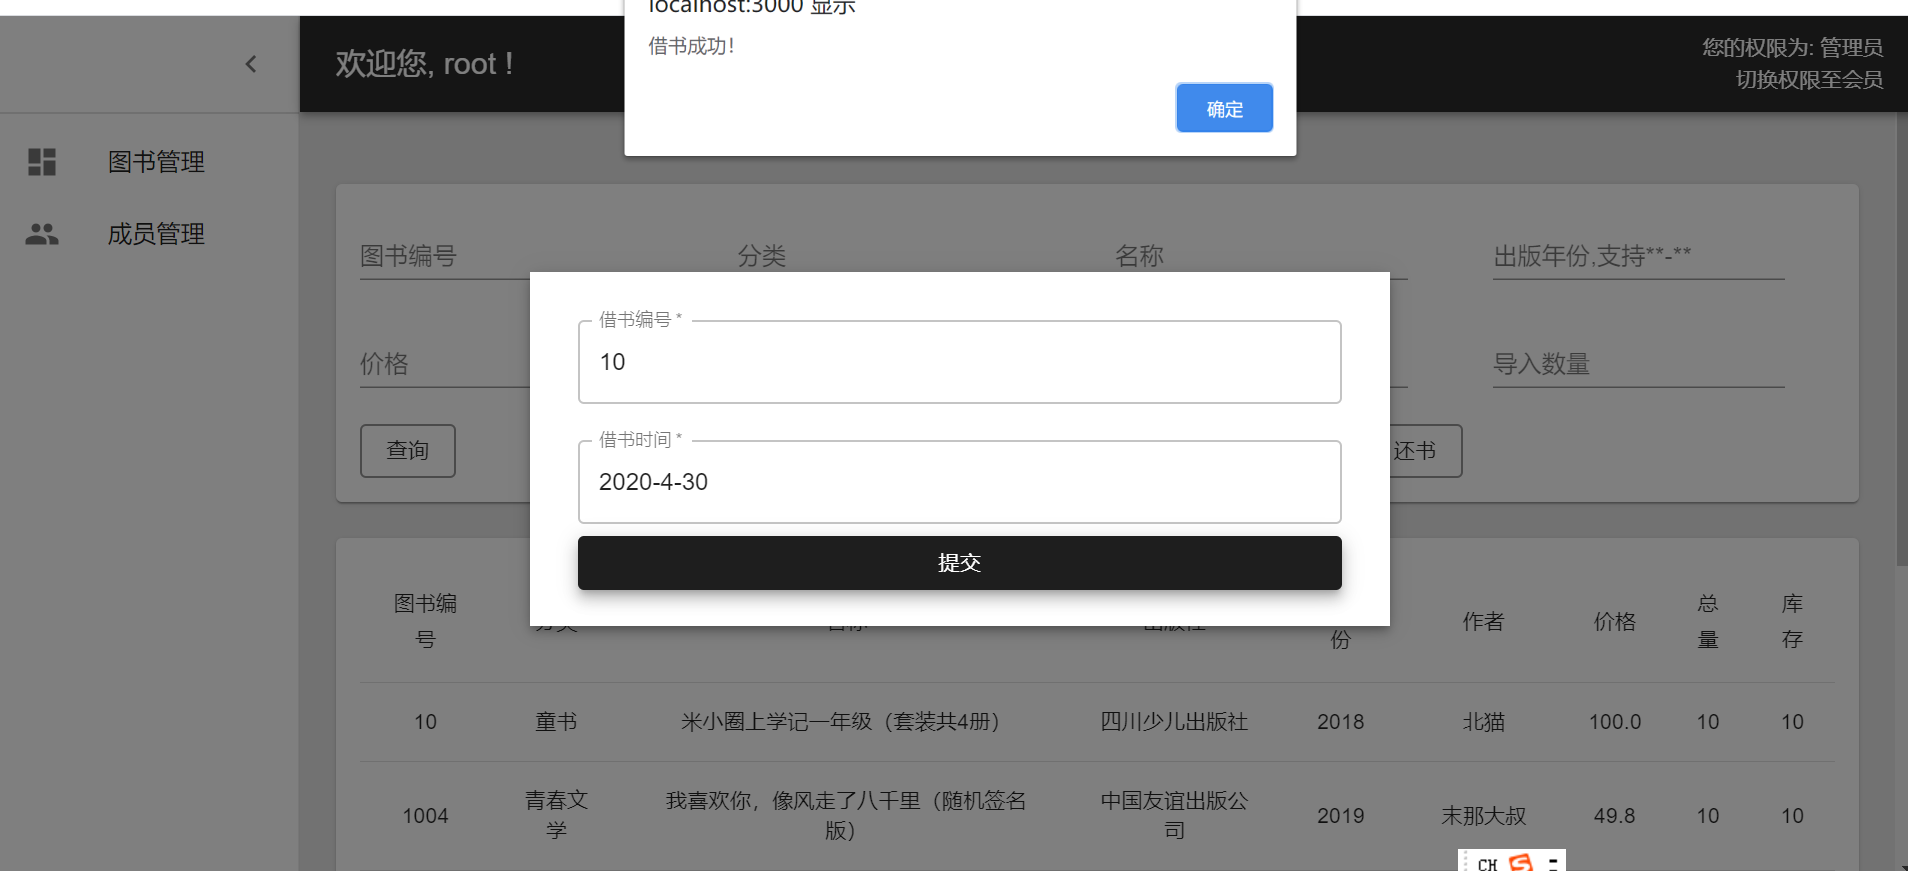 localhost:3000 显示
借书成功!
确定
欢迎您, root !
您的权限为: 管理员
切换权限至会员
图书管理
成员管理
图书编号
分类
名称
出版年份,支持**-**
价格
导入数量
查询
还书
借书编号 *
10
借书时间 *
2020-4-30
提交
图书编号
分类
名称
出版社
份
作者
价格
总量
库存
10 童书 米小圈上学记一年级（套装共4册） 四川少儿出版社 2018 北猫 100.0 10 10
1004 青春文学 我喜欢你，像风走了八千里（随机签名版） 中国友谊出版公司 2019 末那大叔 49.8 10 10
CH